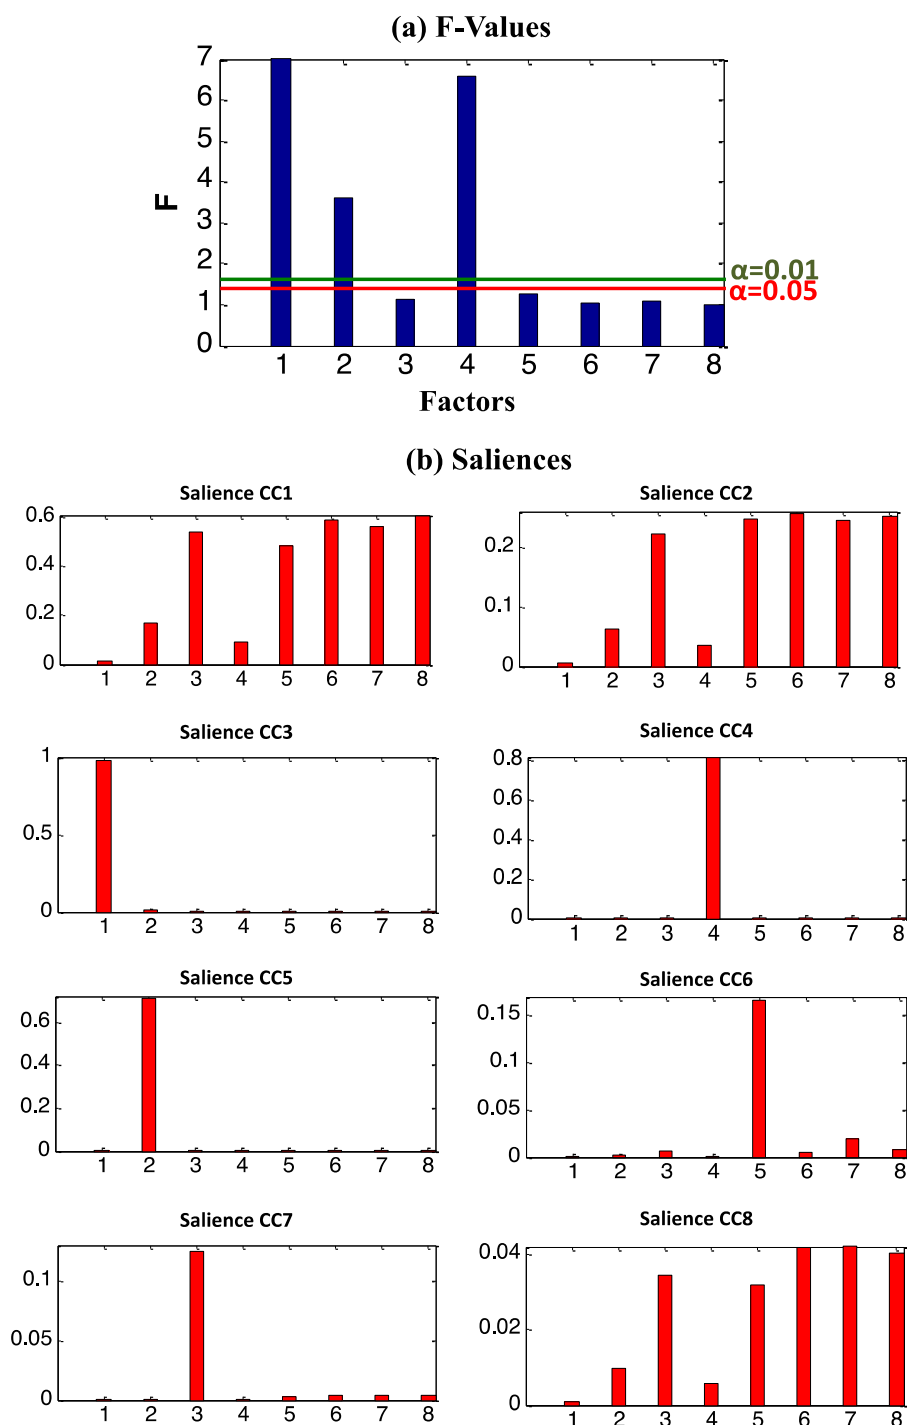 (a) F-Values
7
6
5
4
3
2
1
0
F
α=0.01
α=0.05
1 2 3 4 5 6 7 8
Factors
(b) Saliences
Salience CC1
0.6
0.4
0.2
0
1 2 3 4 5 6 7 8
Salience CC2
0.2
0.1
0
1 2 3 4 5 6 7 8
Salience CC3
1
0.5
0
1 2 3 4 5 6 7 8
Salience CC4
0.8
0.6
0.4
0.2
0
1 2 3 4 5 6 7 8
Salience CC5
0.6
0.4
0.2
0
1 2 3 4 5 6 7 8
Salience CC6
0.15
0.1
0.05
0
1 2 3 4 5 6 7 8
Salience CC7
0.1
0.05
0
1 2 3 4 5 6 7 8
Salience CC8
0.04
0.02
0
1 2 3 4 5 6 7 8